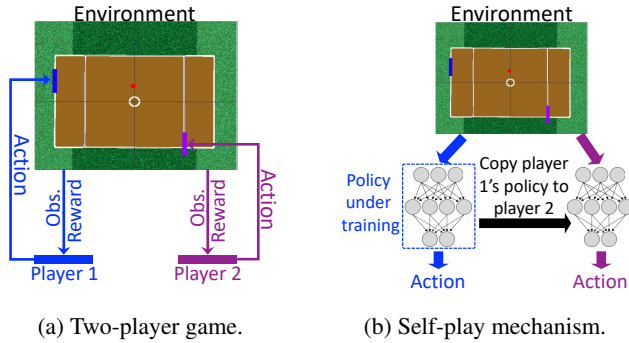 Environment
Action
Obs.
Reward
Obs.
Reward
Action
Player 1
Player 2
(a) Two-player game.
Environment
Policy
under
training
Copy player
1's policy to
player 2
Action
Action
(b) Self-play mechanism.